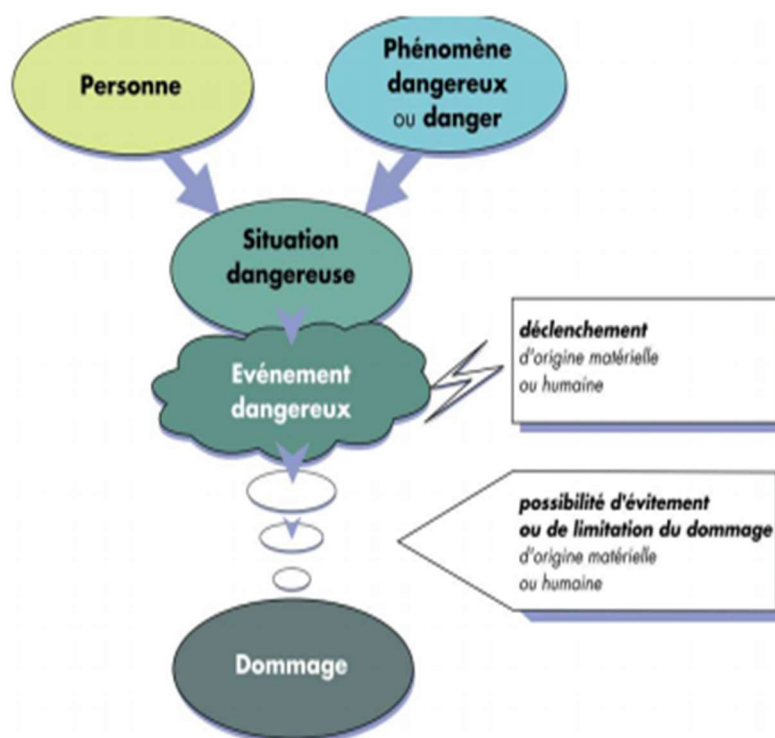 Personne
Phénomène
dangereux
ou danger
Situation
dangereuse
déclenchement
d'origine matérielle
ou humaine
Evénement
dangereux
possibilité d'évitement
ou de limitation du dommage
d'origine matérielle
ou humaine
Dommage